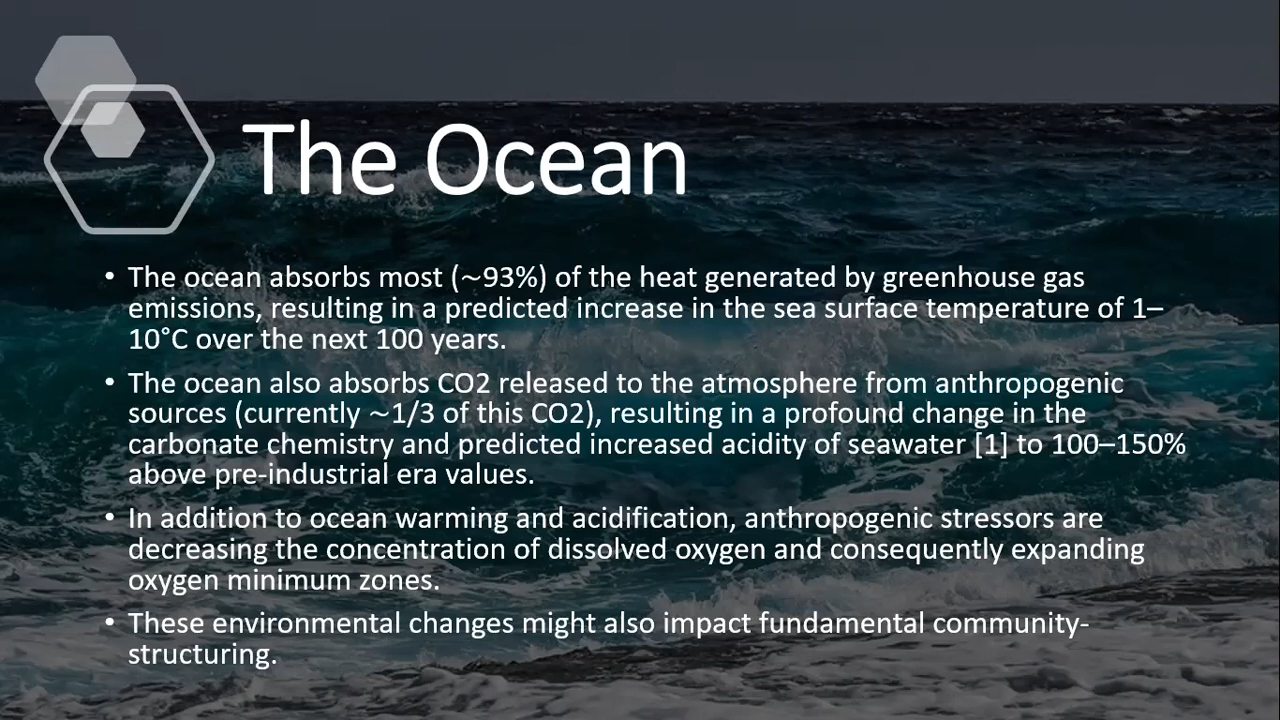 The Ocean
• The ocean absorbs most (~93%) of the heat generated by greenhouse gas
emissions, resulting in a predicted increase in the sea surface temperature of 1–
10°C over the next 100 years.
• The ocean also absorbs CO2 released to the atmosphere from anthropogenic
sources (currently ~1/3 of this CO2), resulting in a profound change in the
carbonate chemistry and predicted increased acidity of seawater [1] to 100–150%
above pre-industrial era values.
• In addition to ocean warming and acidification, anthropogenic stressors are
decreasing the concentration of dissolved oxygen and consequently expanding
oxygen minimum zones.
• These environmental changes might also impact fundamental community-
structuring.